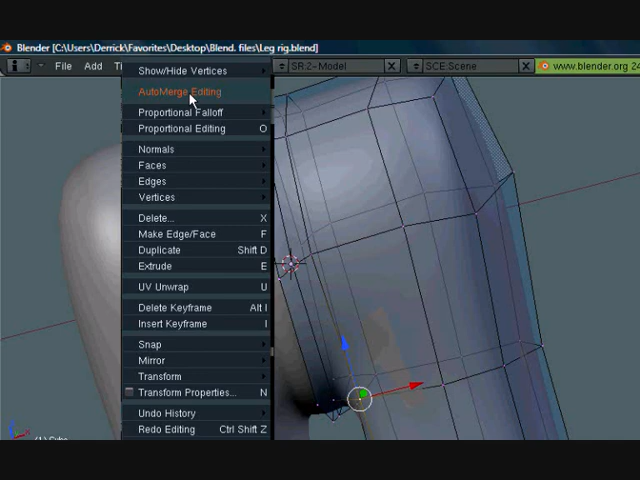 Blender [C:\Users\Derrick\Favorites\Desktop\Blend. files\Leg rig.blend]
File Add Ti SR:2-Model SCE:Scene www.blender.org 24
Show/Hide Vertices
AutoMerge Editing
Proportional Falloff
Proportional Editing O
Normals
Faces
Edges
Vertices
Delete... X
Make Edge/Face F
Duplicate Shift D
Extrude E
UV Unwrap U
Delete Keyframe Alt I
Insert Keyframe I
Snap
Mirror
Transform
Transform Properties... N
Undo History
Redo Editing Ctrl Shift Z